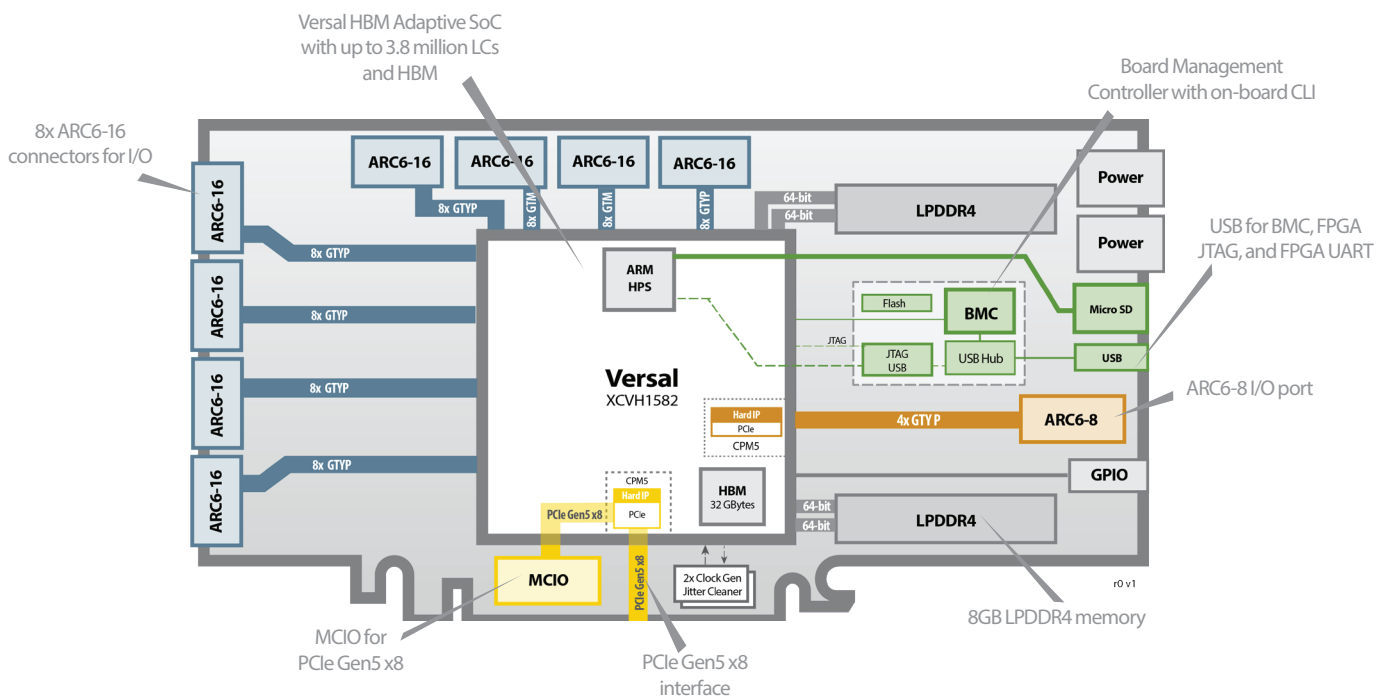 Versal HBM Adaptive SoC
with up to 3.8 million LCs
and HBM
Board Management
Controller with on-board CLI
8x ARC6-16
connectors for I/O
ARC6-16
ARC6-16
ARC6-16
ARC6-16
8x GTYP
8x GTM
8x GTM
8x GTYP
64-bit
64-bit
LPDDR4
Power
Power
USB for BMC, FPGA
JTAG, and FPGA UART
ARC6-16
8x GTYP
ARC6-16
8x GTYP
ARC6-16
8x GTYP
ARC6-16
8x GTYP
ARM
HPS
Flash
BMC
Micro SD
JTAG
JTAG
USB
USB Hub
USB
Versal
XCVH1582
ARC6-8 I/O port
Hard IP
PCIe
CPM5
4x GTY P
ARC6-8
GPIO
CPM5
Hard IP
PCIe
HBM
32 GBytes
PCIe Gen5 x8
64-bit
64-bit
LPDDR4
MCIO
PCIe Gen5 x8
2x Clock Gen
Jitter Cleaner
r0 v1
8GB LPDDR4 memory
MCIO for
PCIe Gen5 x8
PCIe Gen5 x8
interface